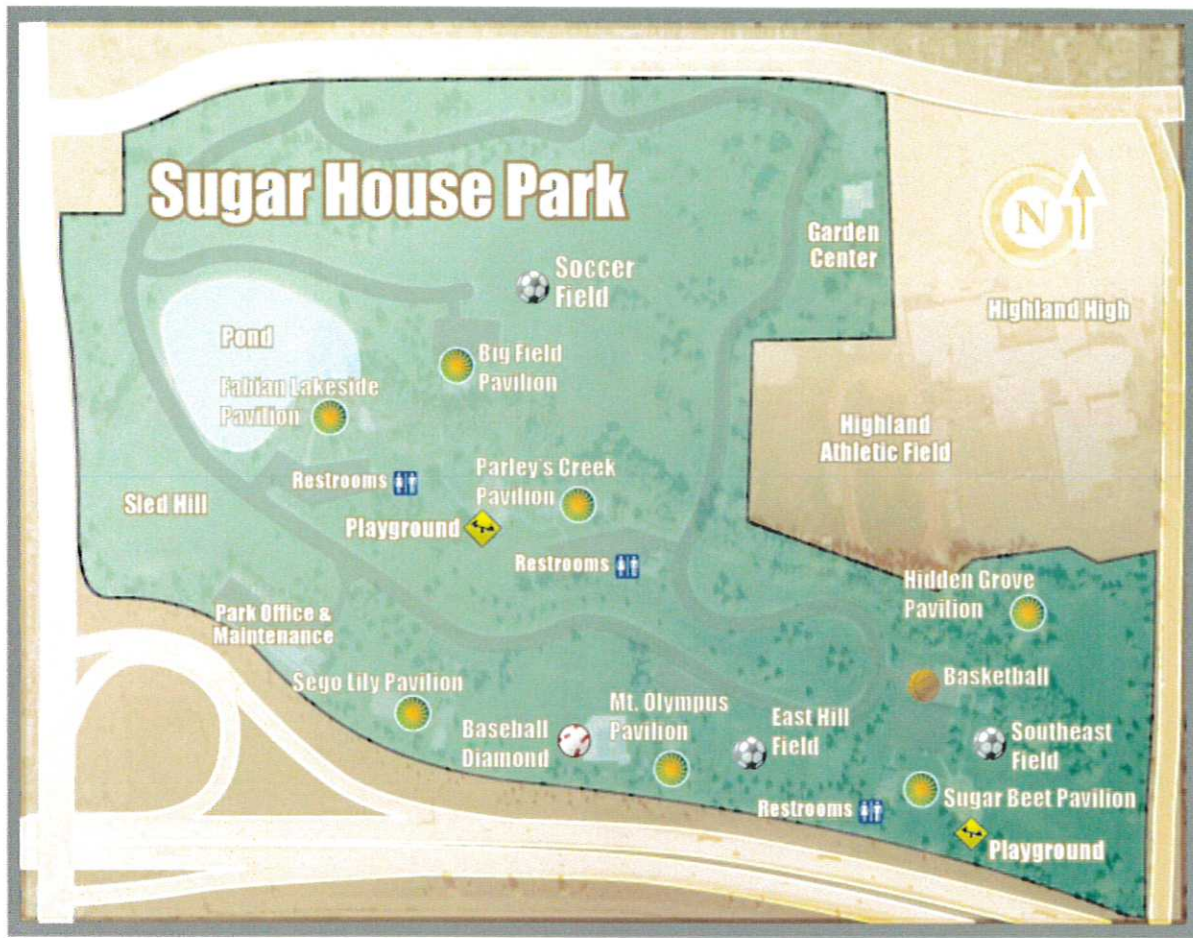 Sugar House Park
N
Garden
Center
Soccer
Field
Highland High
Pond
Big Field
Pavilion
Fabian Lakeside
Pavilion
Highland
Athletic Field
Restrooms
Parley's Creek
Pavilion
Sled Hill
Playground
Restrooms
Hidden Grove
Pavilion
Park Office &
Maintenance
Sego Lily Pavilion
Basketball
Mt. Olympus
Pavilion
East Hill
Field
Baseball
Diamond
Southeast
Field
Restrooms
Sugar Beet Pavilion
Playground